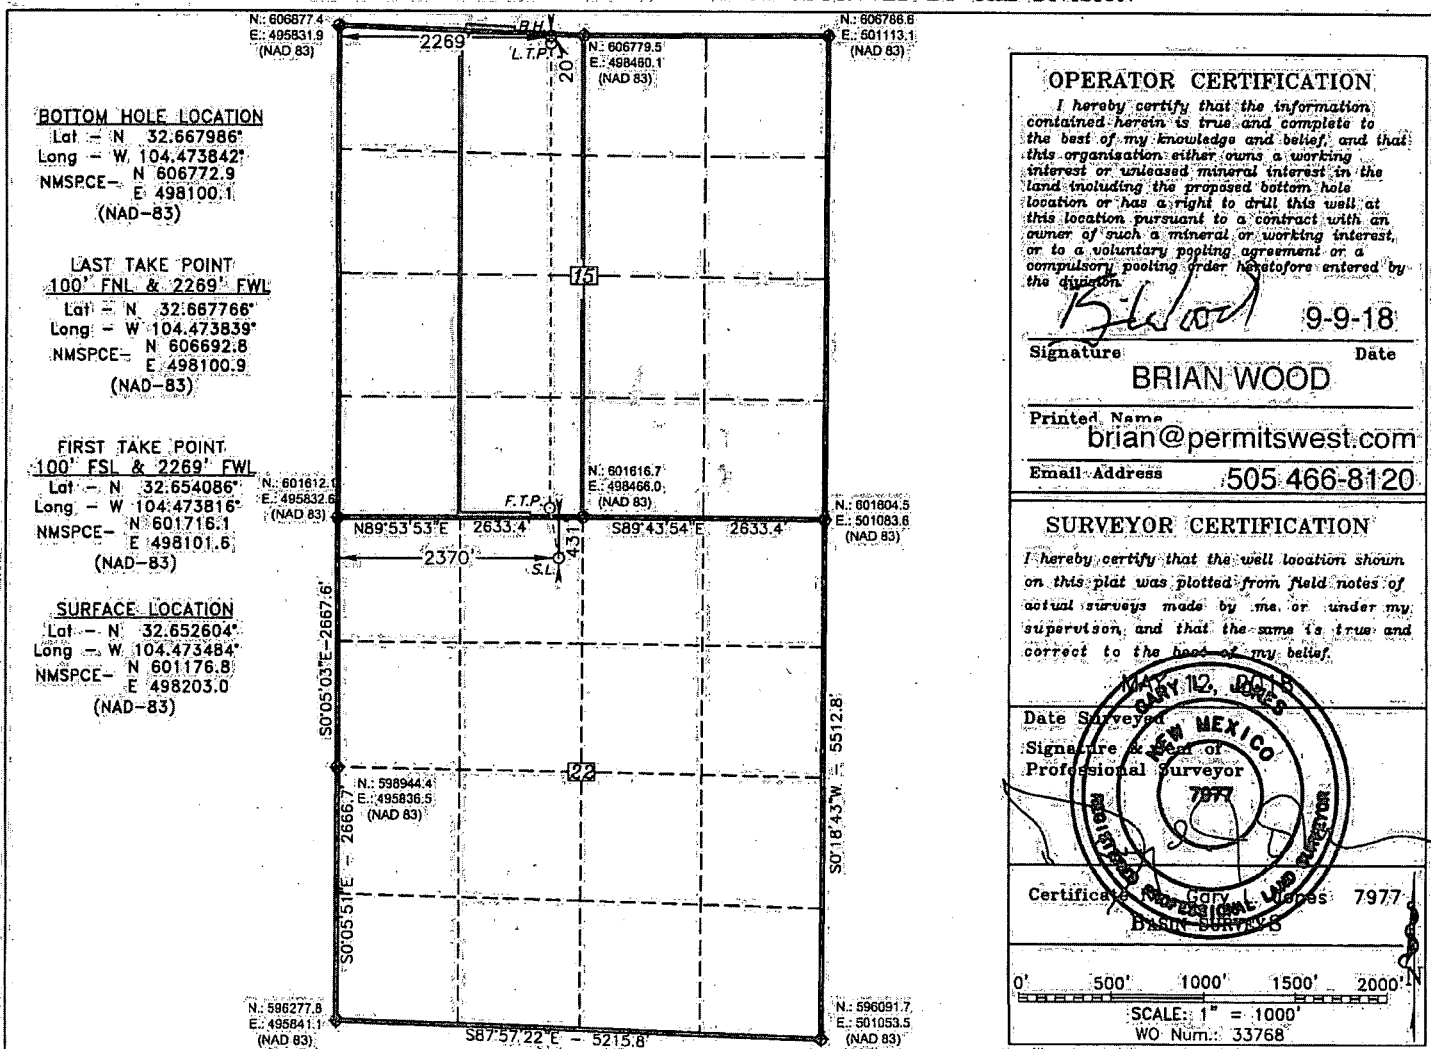 BOTTOM HOLE LOCATION
Lat - N 32.667986°
Long - W 104.473842°
NMSPCE- N 606772.9
E 498100.1
(NAD-83)
LAST TAKE POINT
100' FNL & 2269' FWL
Lat - N 32.667766°
Long - W 104.473839°
NMSPCE- N 606692.8
E 498100.9
(NAD-83)
FIRST TAKE POINT
100' FSL & 2269' FWL
Lat - N 32.654086°
Long - W 104.473816°
NMSPCE- N 601716.1
E 498101.6
(NAD-83)
SURFACE LOCATION
Lat - N 32.652604°
Long - W 104.473484°
NMSPCE- N 601176.8
E 498203.0
(NAD-83)
N.: 606877.4
E.: 495831.9
(NAD 83)
2269'
B.H.
L.T.P.
20'
N.: 606779.5
E.: 498460.1
(NAD 83)
N.: 606786.6
E.: 501113.1
(NAD 83)
15
N.: 601612.1
E.: 495832.6
(NAD 83)
F.T.P.
N.: 601616.7
E.: 498466.0
(NAD 83)
N.: 601604.5
E.: 501083.6
(NAD 83)
N89°53'53"E 2633.4'
S89°43'54"E 2633.4'
2370'
S.L.
431'
S0°05'03"E-2667.6'
22
N.: 598944.4
E.: 495836.5
(NAD 83)
S0°05'51"E - 2666.7'
S0°18'43"W - 5512.8'
N.: 596277.8
E.: 495841.1
(NAD 83)
S87°57'22"E - 5215.8'
N.: 596091.7
E.: 501053.5
(NAD 83)
OPERATOR CERTIFICATION
I hereby certify that the information
contained herein is true and complete to
the best of my knowledge and belief, and that
this organisation either owns a working
interest or unleased mineral interest in the
land including the proposed bottom hole
location or has a right to drill this well at
this location pursuant to a contract with an
owner of such a mineral or working interest,
or to a voluntary pooling agreement or a
compulsory pooling order heretofore entered by
the division.
9-9-18
Signature Date
BRIAN WOOD
Printed Name
brian@permitswest.com
Email Address 505 466-8120
SURVEYOR CERTIFICATION
I hereby certify that the well location shown
on this plat was plotted from field notes of
actual surveys made by me or under my
supervison, and that the same is true and
correct to the best of my belief.
MAY 12, 2018
Date Surveyed
Signature & Seal of
Professional Surveyor
GARY L. JONES
NEW MEXICO
7977
REGISTERED PROFESSIONAL LAND SURVEYOR
Certificate Gary Jones 7977
BASIN SURVEYS
0' 500' 1000' 1500' 2000'
SCALE: 1" = 1000'
WO Num.: 33768